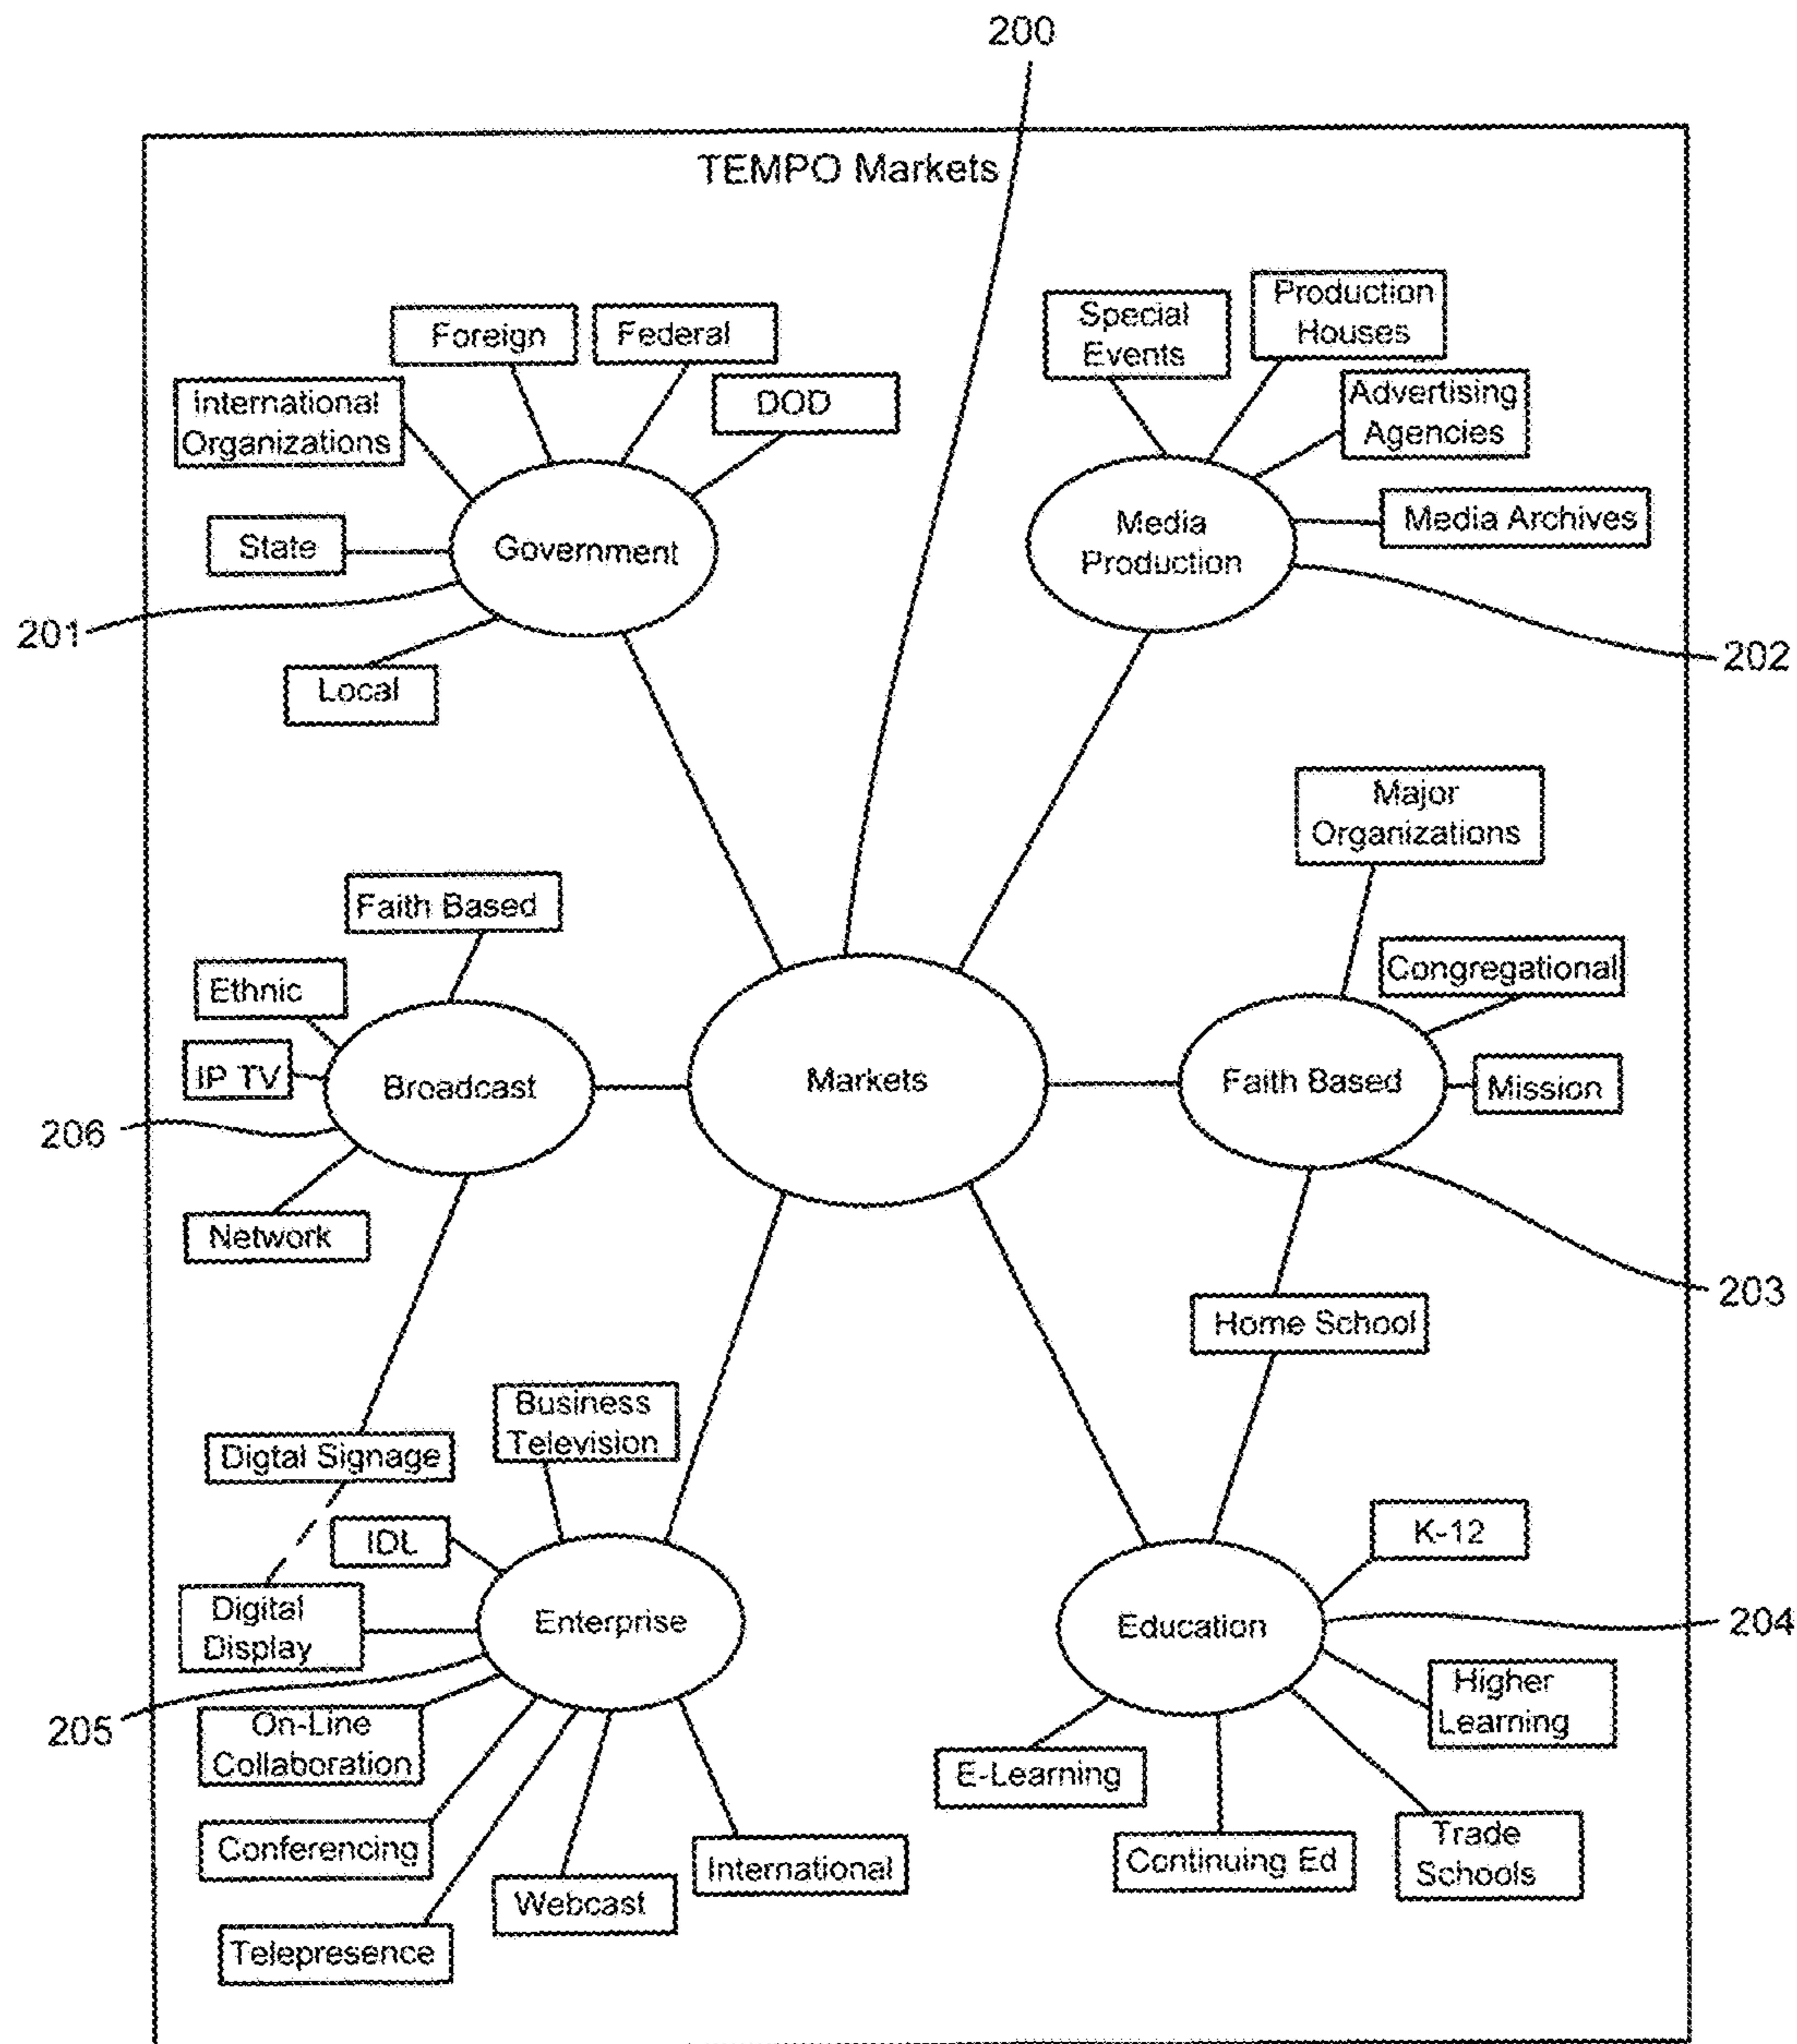 200
TEMPO Markets
Foreign
Federal
International
Organizations
DOD
State
Government
201
Local
Special
Events
Production
Houses
Advertising
Agencies
Media Archives
Media
Production
202
Major
Organizations
Congregational
Faith Based
Mission
203
Home School
Markets
Faith Based
Ethnic
IP TV
Broadcast
206
Network
Digtal Signage
Business
Television
IDL
Digital
Display
Enterprise
205
On-Line
Collaboration
Conferencing
Telepresence
Webcast
International
K-12
Education
204
Higher
Learning
E-Learning
Continuing Ed
Trade
Schools